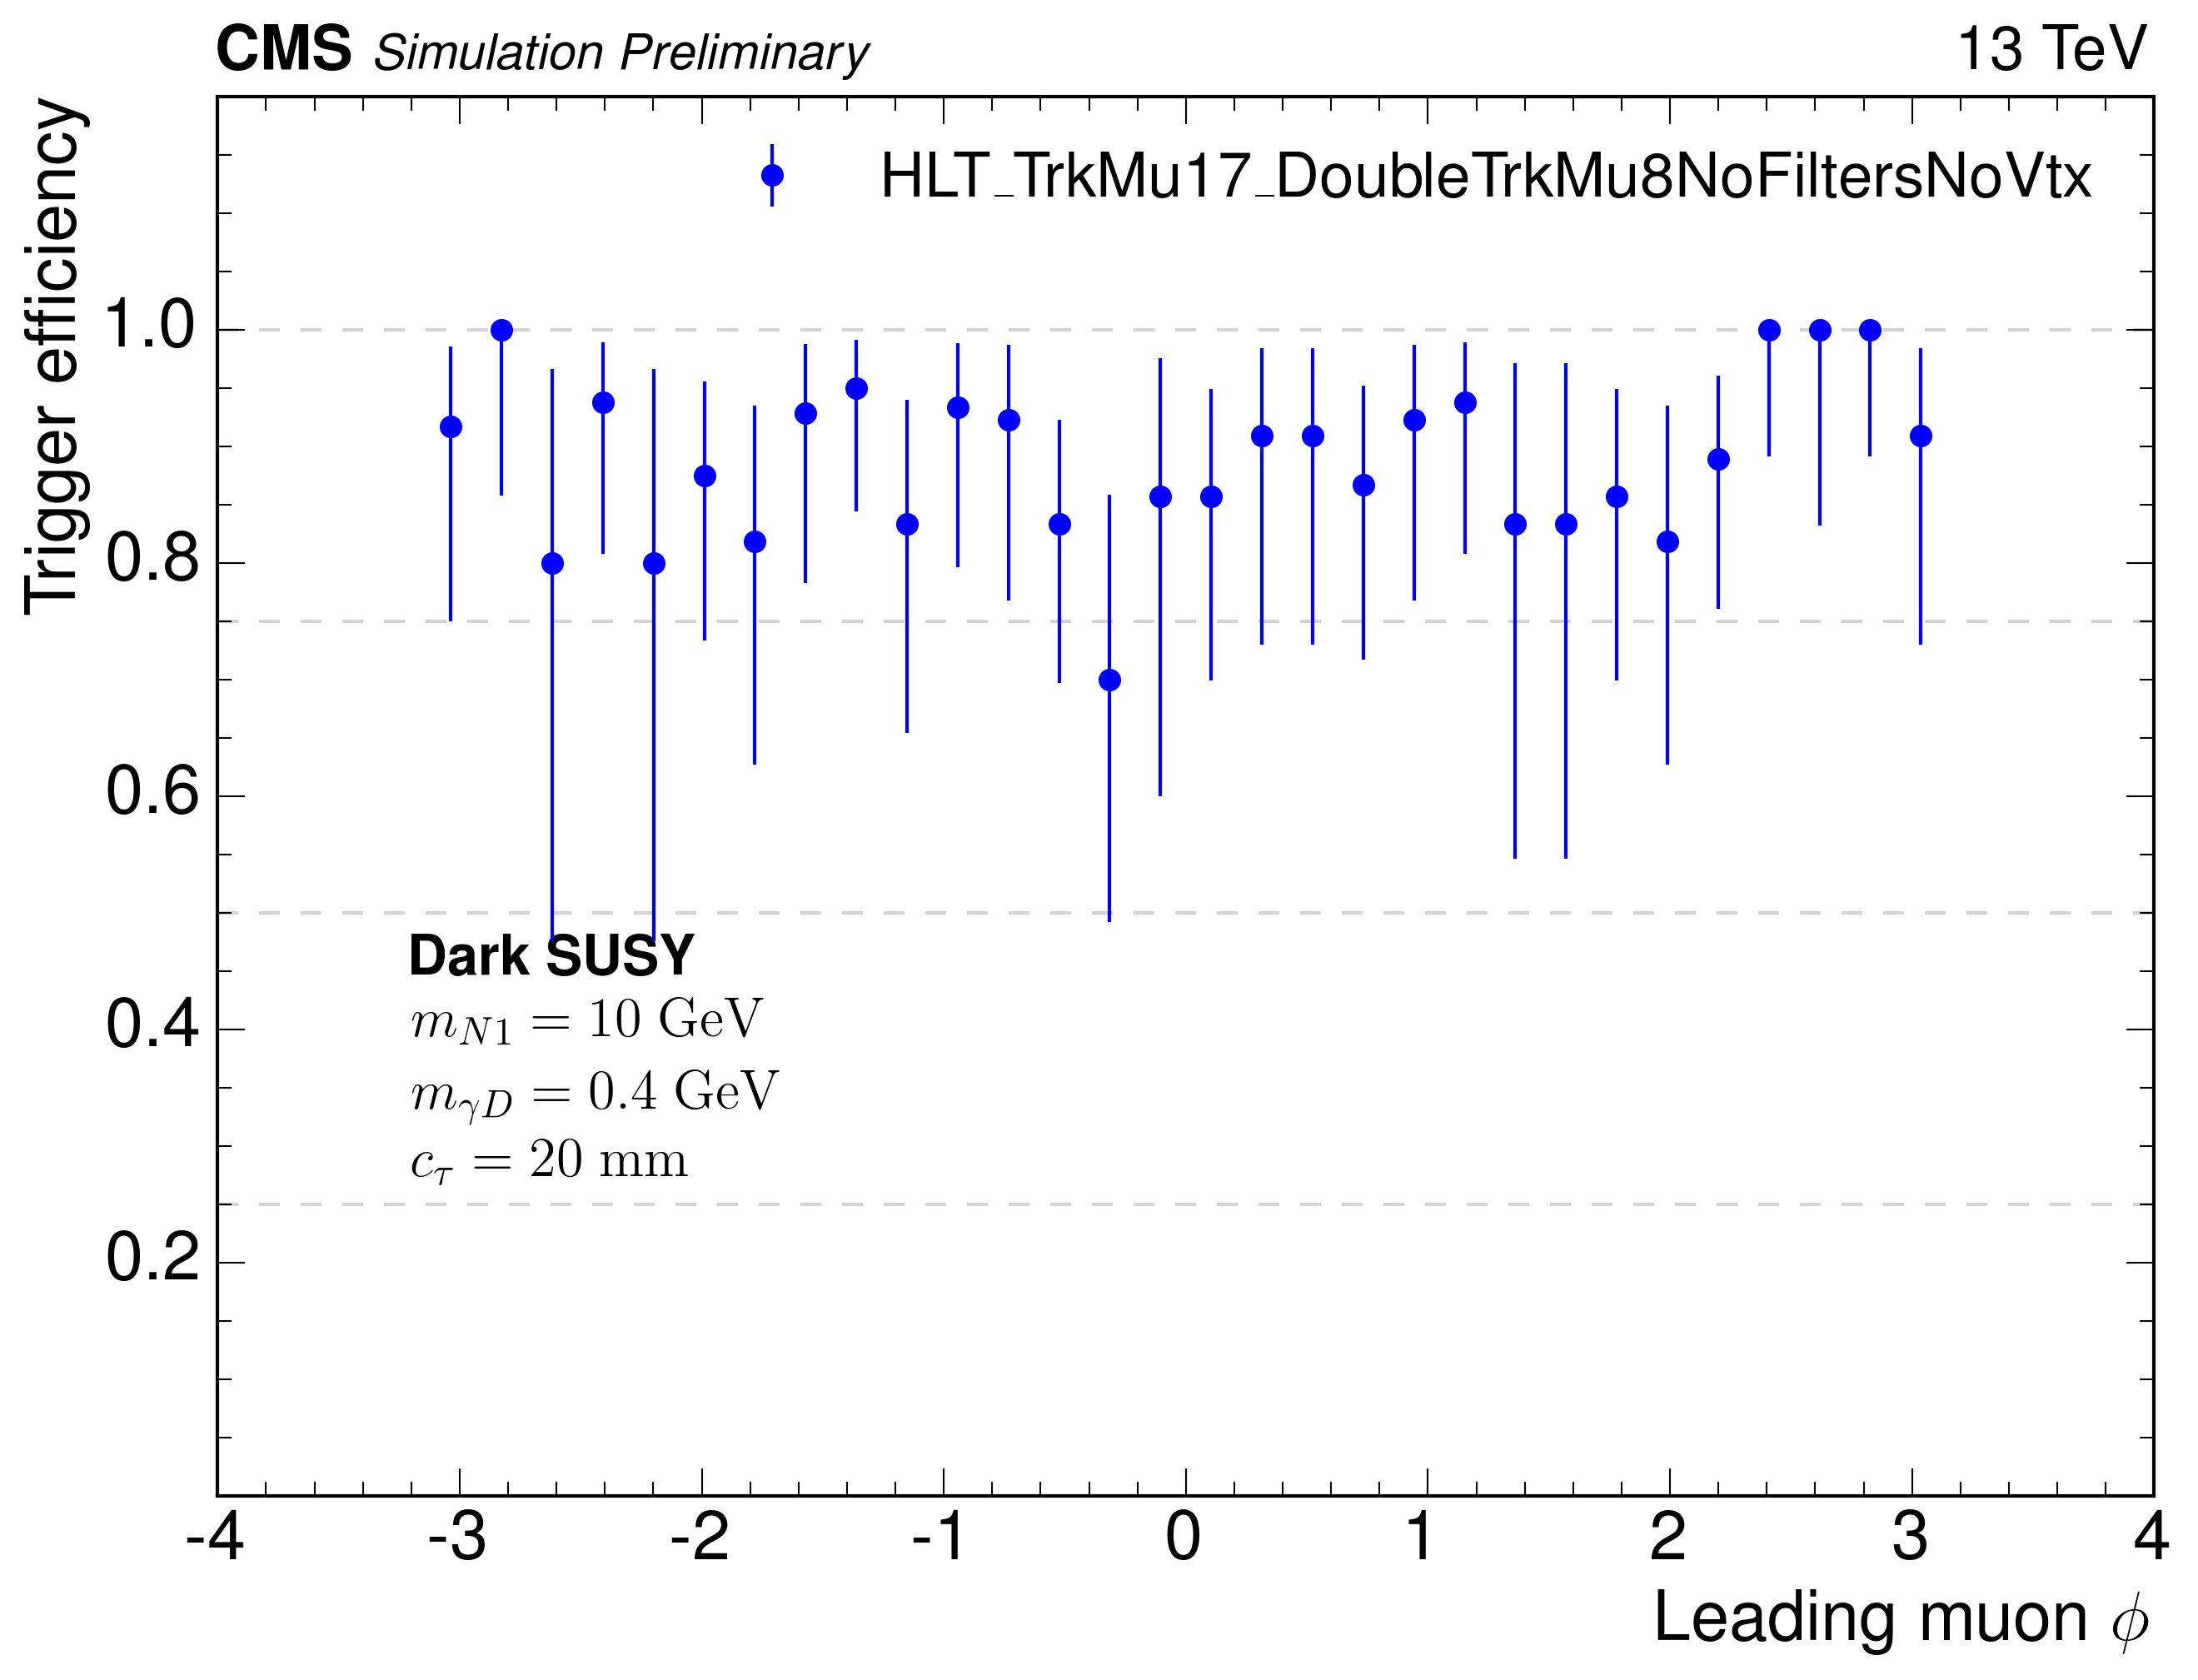 CMS Simulation Preliminary 13 TeV
HLT_TrkMu17_DoubleTrkMu8NoFiltersNoVtx
Trigger efficiency
1.0
0.8
0.6
0.4
0.2
Dark SUSY
m_{N1} = 10 GeV
m_{γD} = 0.4 GeV
c_τ = 20 mm
-4 -3 -2 -1 0 1 2 3 4
Leading muon ϕ